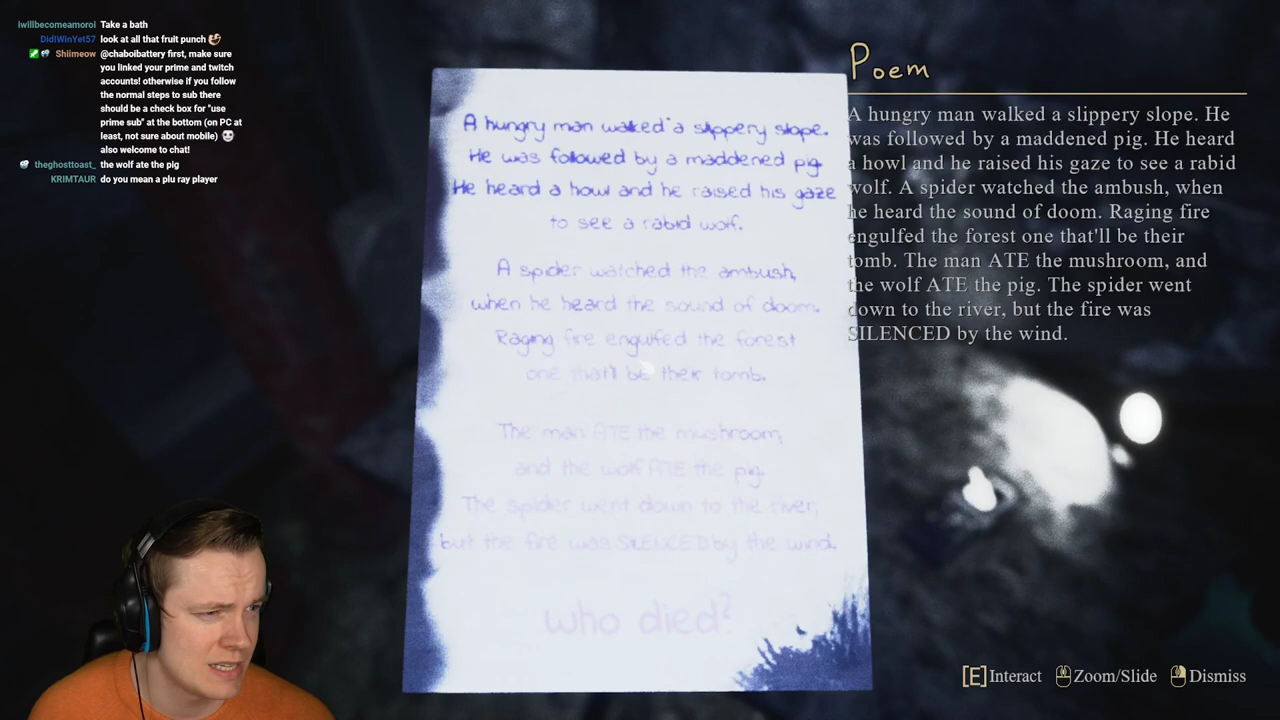 iwillbecomeamoroi Take a bath
DidIWinYet57 look at all that fruit punch
Shiimeow @chaboibattery first, make sure
you linked your prime and twitch
accounts! otherwise if you follow
the normal steps to sub there
should be a check box for "use
prime sub" at the bottom (on PC at
least, not sure about mobile)
also welcome to chat!
theghosttoast_ the wolf ate the pig
KRIMTAUR do you mean a plu ray player
A hungry man walked a slippery slope.
He was followed by a maddened pig
He heard a howl and he raised his gaze
to see a rabid wolf.
A spider watched the ambush,
when he heard the sound of doom.
Raging fire engulfed the forest
one that'll be their tomb.
The man ATE the mushroom,
and the wolf ATE the pig.
The spider went down to the river,
but the fire was SILENCED by the wind.
who died?
Poem
A hungry man walked a slippery slope. He
was followed by a maddened pig. He heard
a howl and he raised his gaze to see a rabid
wolf. A spider watched the ambush, when
he heard the sound of doom. Raging fire
engulfed the forest one that'll be their
tomb. The man ATE the mushroom, and
the wolf ATE the pig. The spider went
down to the river, but the fire was
SILENCED by the wind.
[E]Interact Zoom/Slide Dismiss